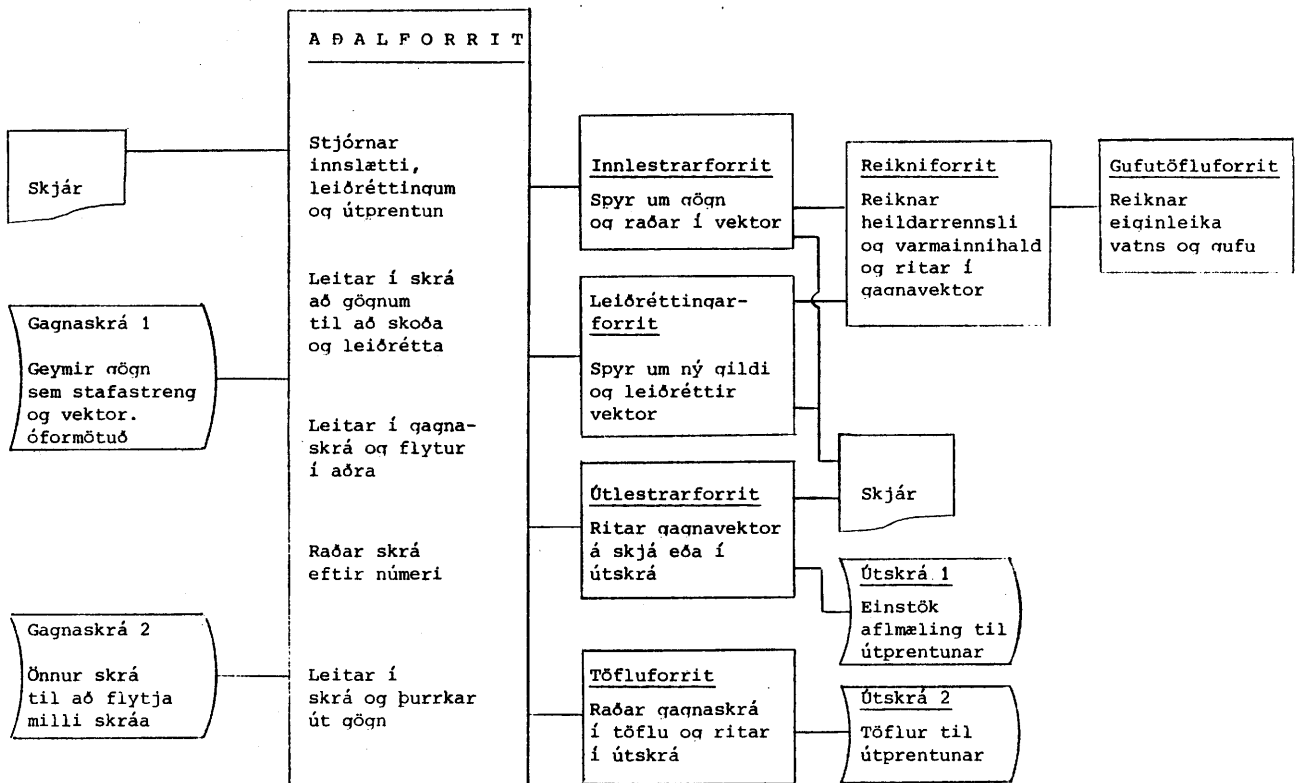 A Ð A L F O R R I T
Skjár
Gagnaskrá 1
Geymir gögn
sem stafastreng
og vektor.
óformötuð
Gagnaskrá 2
Önnur skrá
til að flytja
milli skráa
Stjórnar
innslætti,
leiðréttingum
og útprentun
Leitar í skrá
að gögnum
til að skoða
og leiðrétta
Leitar í gagna-
skrá og flytur
í aðra
Raðar skrá
eftir númeri
Leitar í
skrá og þurrkar
út gögn
Innlestrarforrit
Spyr um gögn
og raðar í vektor
Leiðréttingar-
forrit
Spyr um ný gildi
og leiðréttir
vektor
Útlestrarforrit
Ritar gagnavektor
á skjá eða í
útskrá
Töfluforrit
Raðar gagnaskrá
í töflu og ritar
í útskrá
Reikniforrit
Reiknar
heildarrennsli
og varmainnihald
og ritar í
gagnavektor
Skjár
Útskrá 1
Einstök
aflmæling til
útprentunar
Útskrá 2
Töflur til
útprentunar
Gufutöfluforrit
Reiknar
eiginleika
vatns og gufu